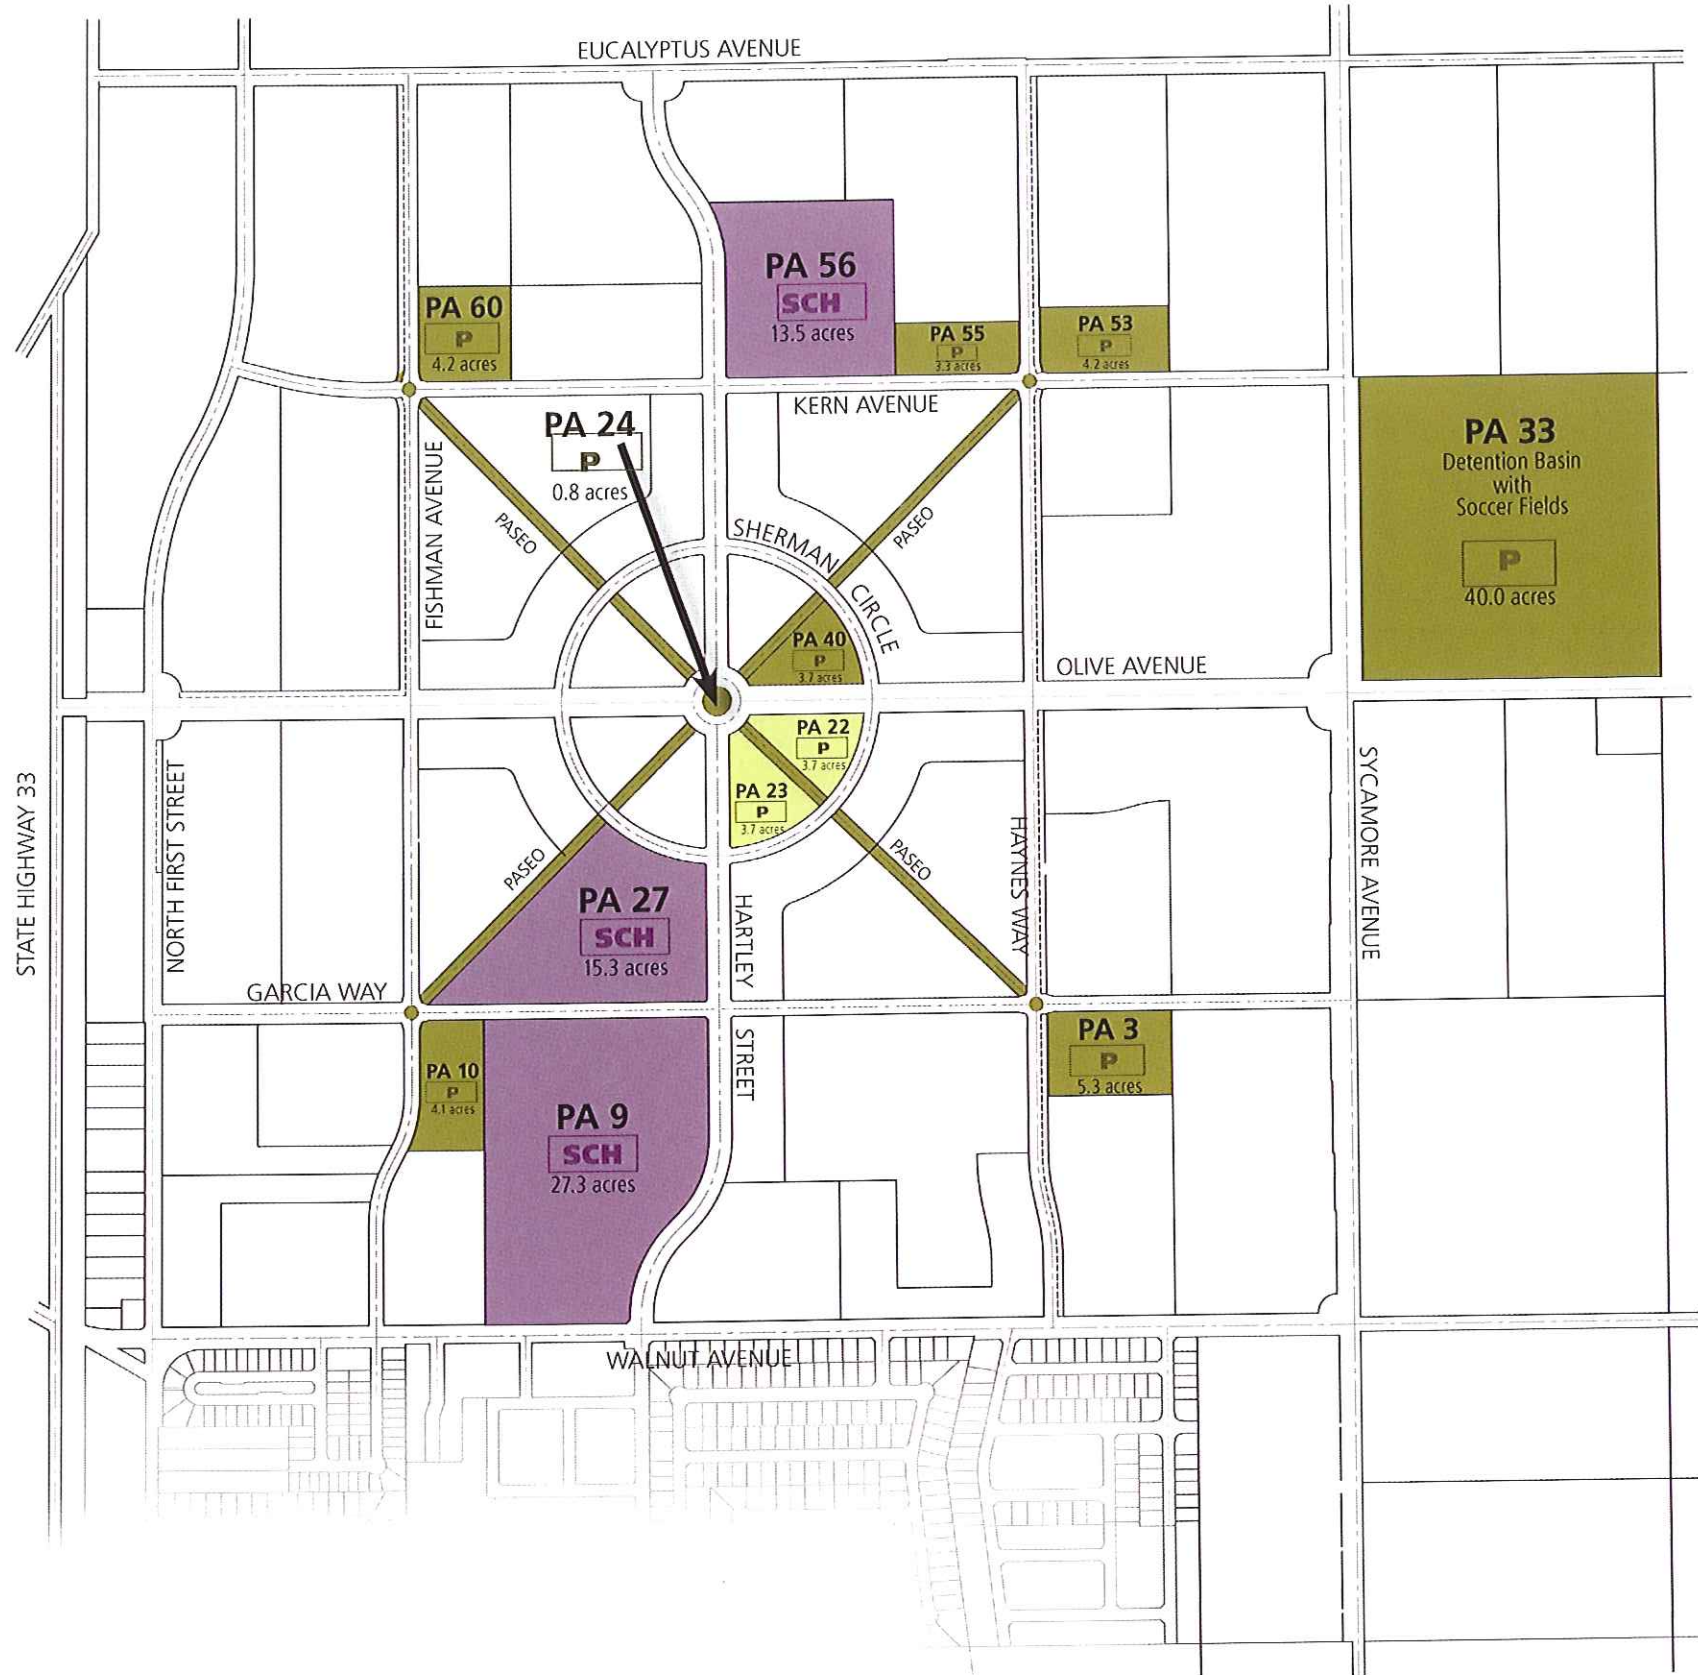 EUCALYPTUS AVENUE
PA 56
SCH
13.5 acres
PA 60
P
4.2 acres
PA 55
P
3.3 acres
PA 53
P
4.2 acres
KERN AVENUE
PA 24
P
0.8 acres
PA 33
Detention Basin
with
Soccer Fields
P
40.0 acres
FISHMAN AVENUE
PASEO
SHERMAN CIRCLE
PASEO
PA 40
P
3.7 acres
OLIVE AVENUE
PA 22
P
3.7 acres
PA 23
P
3.7 acres
STATE HIGHWAY 33
NORTH FIRST STREET
PASEO
PASEO
HAYNES WAY
SYCAMORE AVENUE
PA 27
SCH
15.3 acres
HARTLEY
STREET
GARCIA WAY
PA 10
P
4.1 acres
PA 9
SCH
27.3 acres
PA 3
P
5.3 acres
WALNUT AVENUE